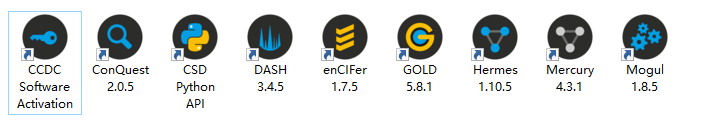 CCDC Software Activation
ConQuest 2.0.5
CSD Python API
DASH 3.4.5
enCIFer 1.7.5
GOLD 5.8.1
Hermes 1.10.5
Mercury 4.3.1
Mogul 1.8.5